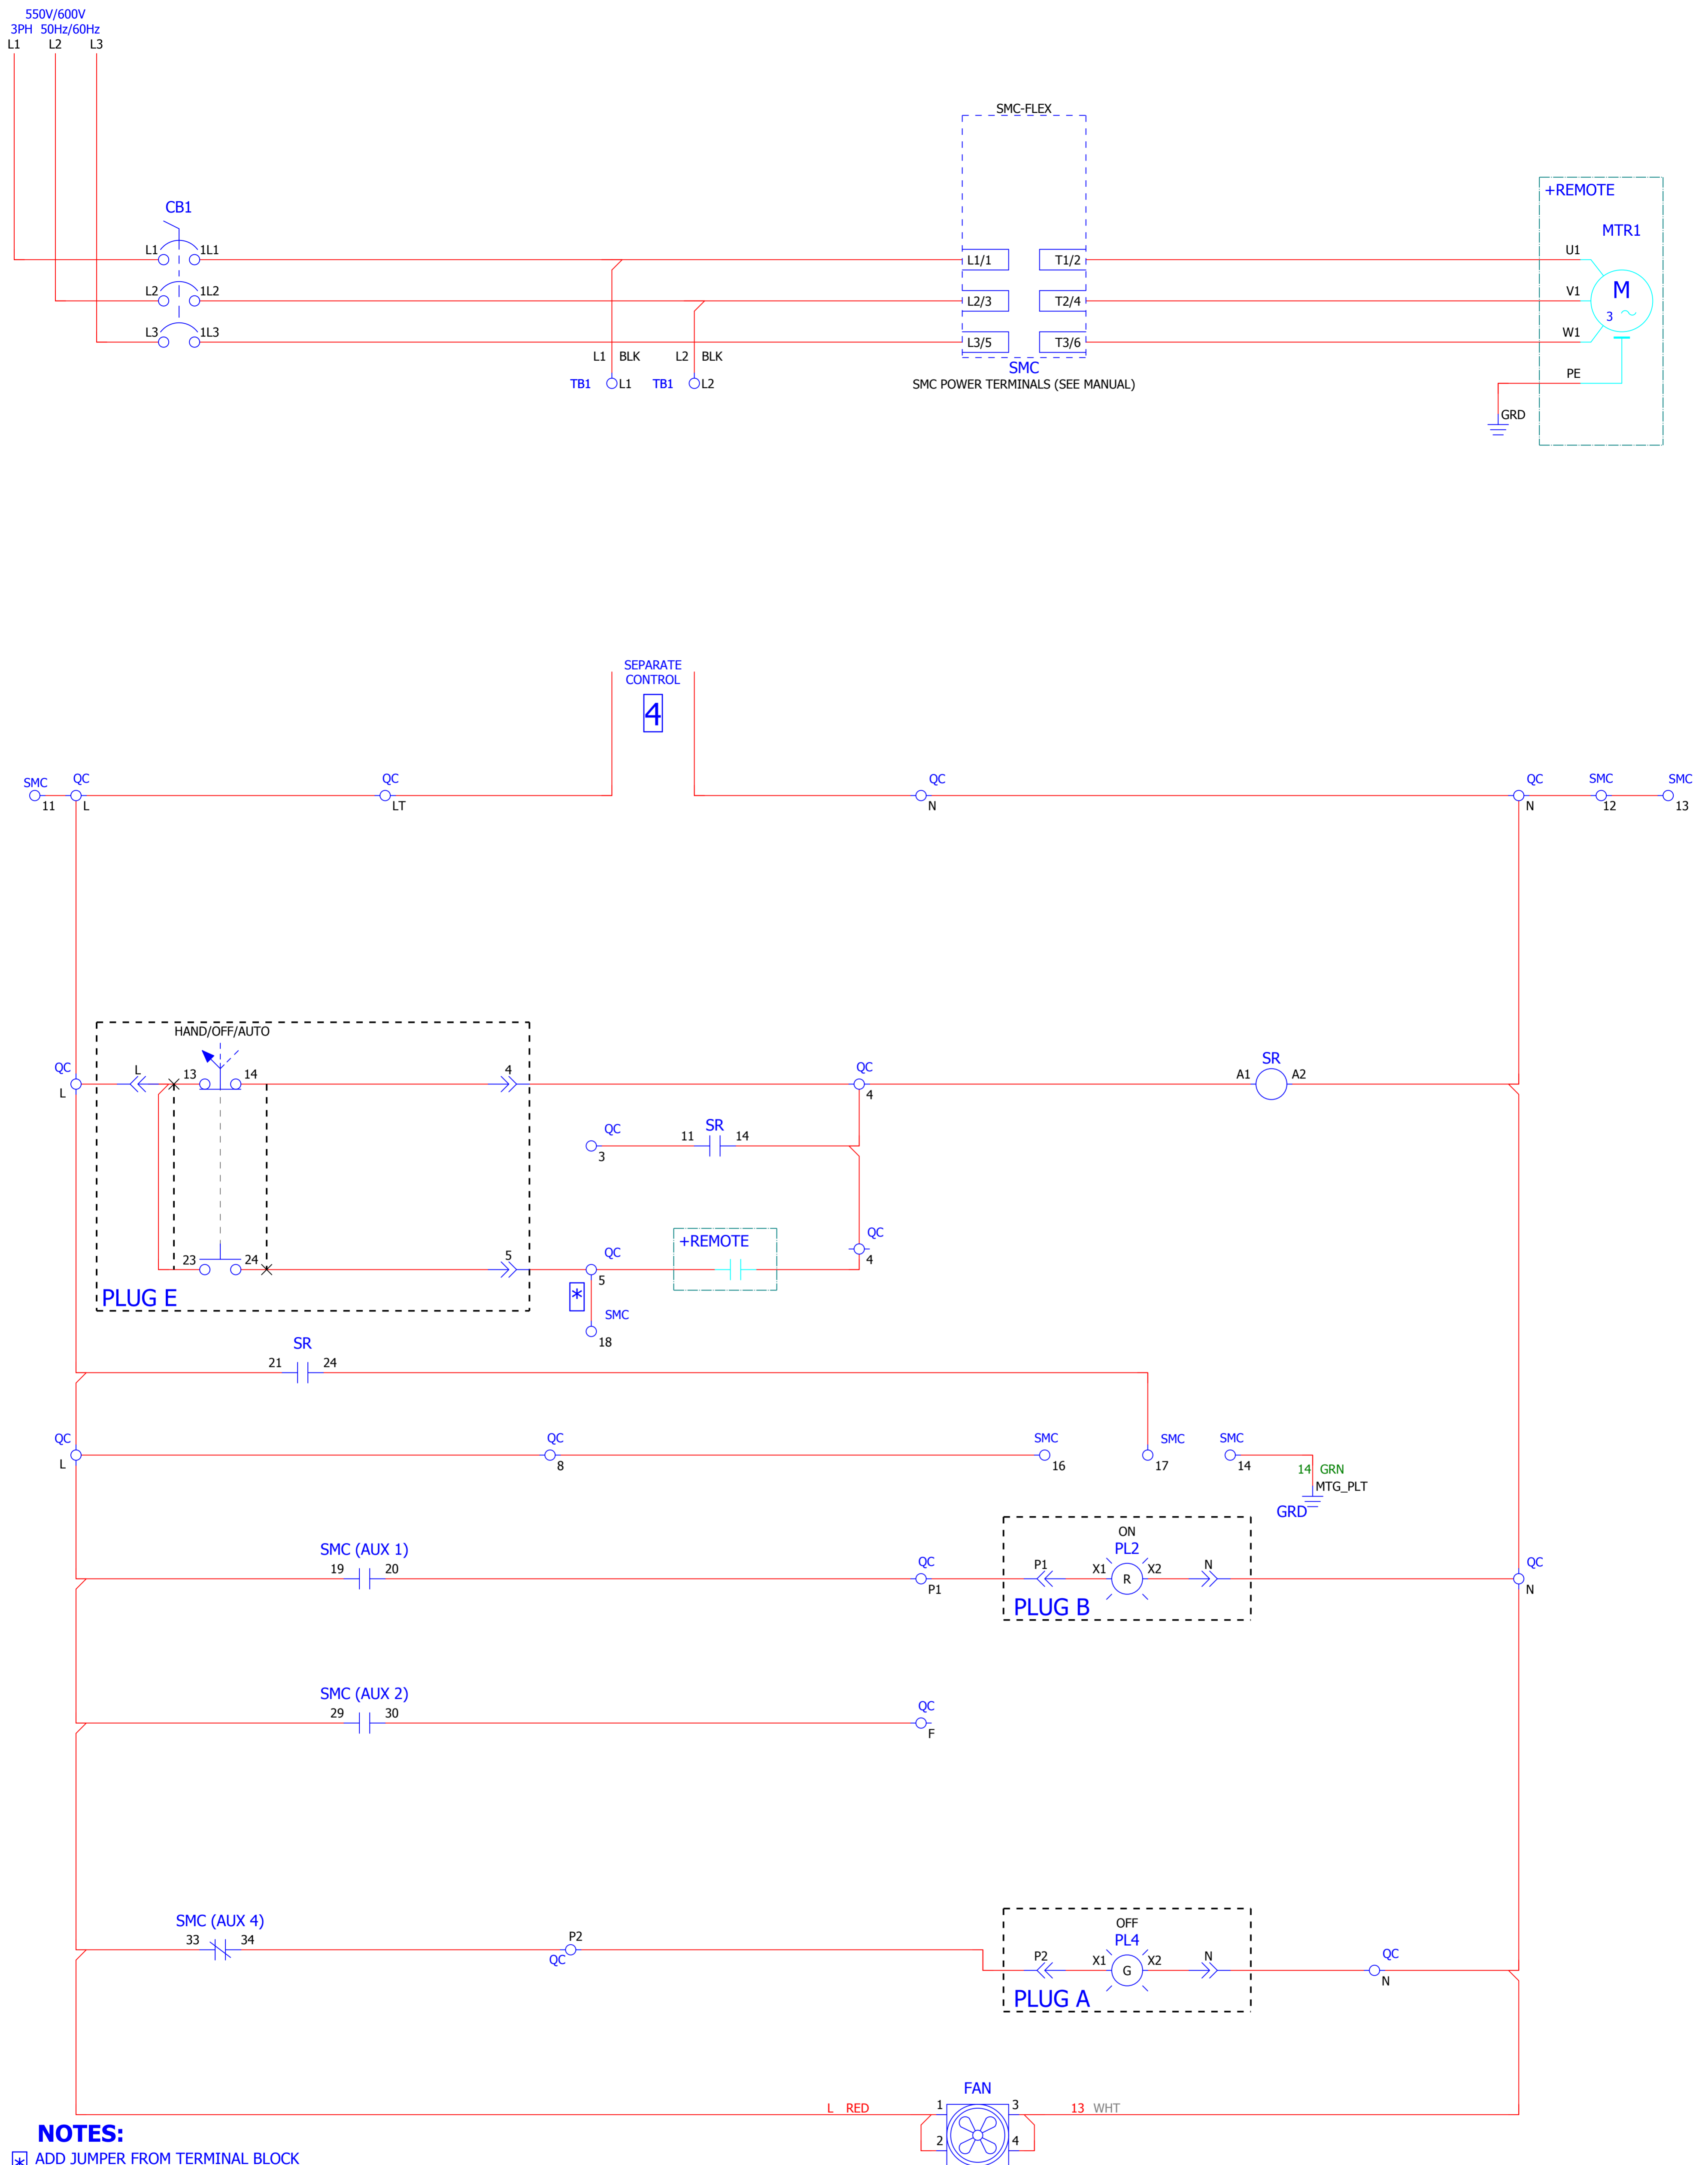 550V/600V
3PH 50Hz/60Hz
L1 L2 L3
SMC-FLEX
+REMOTE
CB1
MTR1
L1 1L1 L1/1 T1/2 U1
L2 1L2 L2/3 T2/4 V1 M
3
L3 1L3 L3/5 T3/6 W1
L1 BLK L2 BLK
SMC
TB1 L1 TB1 L2
SMC POWER TERMINALS (SEE MANUAL)
PE
GRD
SEPARATE
CONTROL
4
SMC QC QC QC QC SMC SMC
11 L LT N N 12 13
HAND/OFF/AUTO
QC L 13 14 4 QC SR
L 4 A1 A2
QC SR
3 11 14
QC
+REMOTE
23 24 5 QC 4
5
PLUG E
*
SMC
18
SR
21 24
QC QC SMC SMC SMC
L 8 16 17 14
14 GRN
MTG_PLT
GRD
ON
SMC (AUX 1) PL2
19 20 QC P1 X1 R X2 N QC
P1 N
PLUG B
SMC (AUX 2)
29 30 QC
F
SMC (AUX 4) OFF
33 34 P2 PL4
QC P2 X1 G X2 N QC
N
PLUG A
FAN
L RED 1 3 13 WHT
2 4
NOTES:
* ADD JUMPER FROM TERMINAL BLOCK